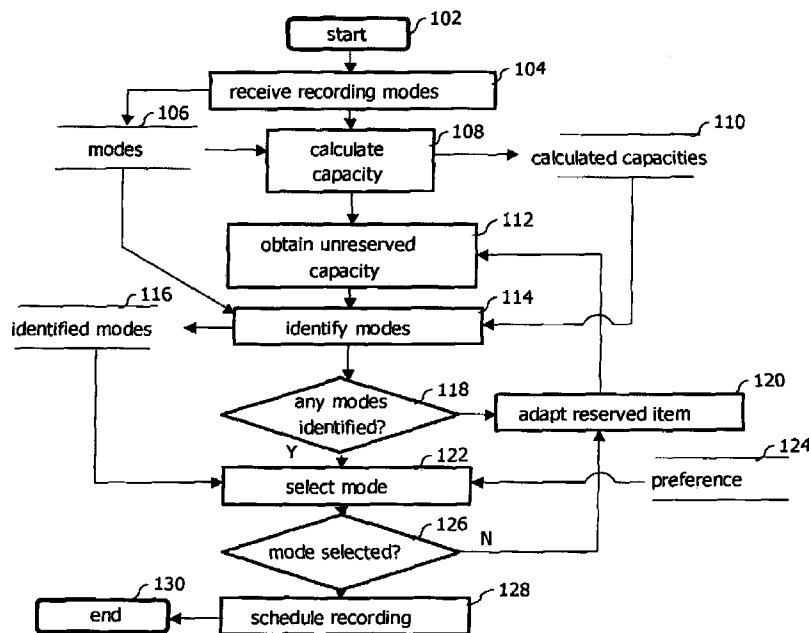 start
102
receive recording modes
104
106
modes
calculate
capacity
108
110
calculated capacities
obtain unreserved
capacity
112
116
identified modes
identify modes
114
any modes
identified?
118
120
adapt reserved item
Y
122
select mode
124
preference
mode selected?
126
N
130
end
schedule recording
128